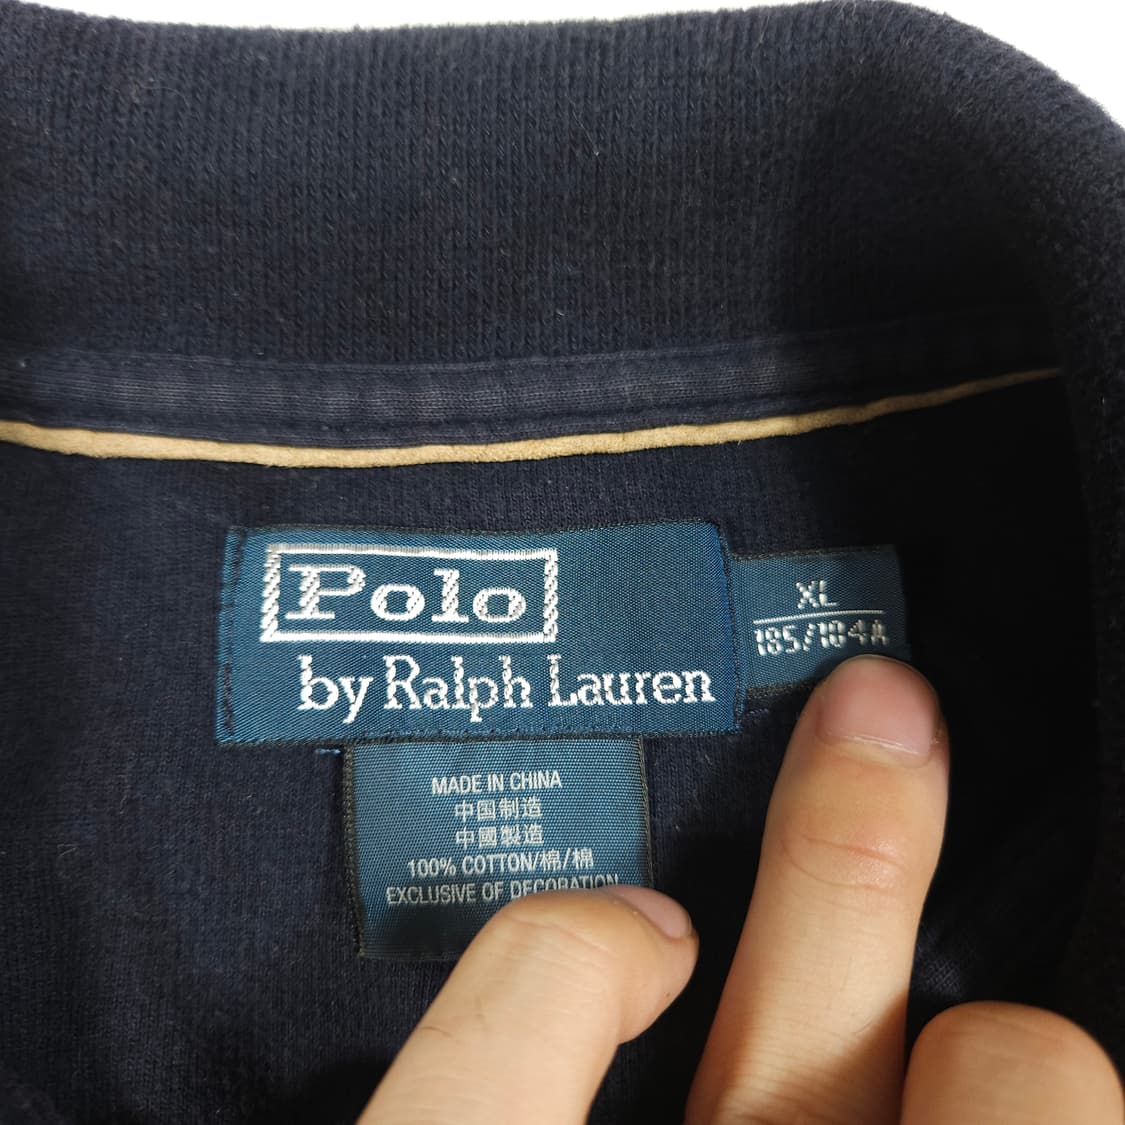 Polo
by Ralph Lauren
XL
185/104A
MADE IN CHINA
中国制造
中國製造
100% COTTON/棉/棉
EXCLUSIVE OF DECORATION